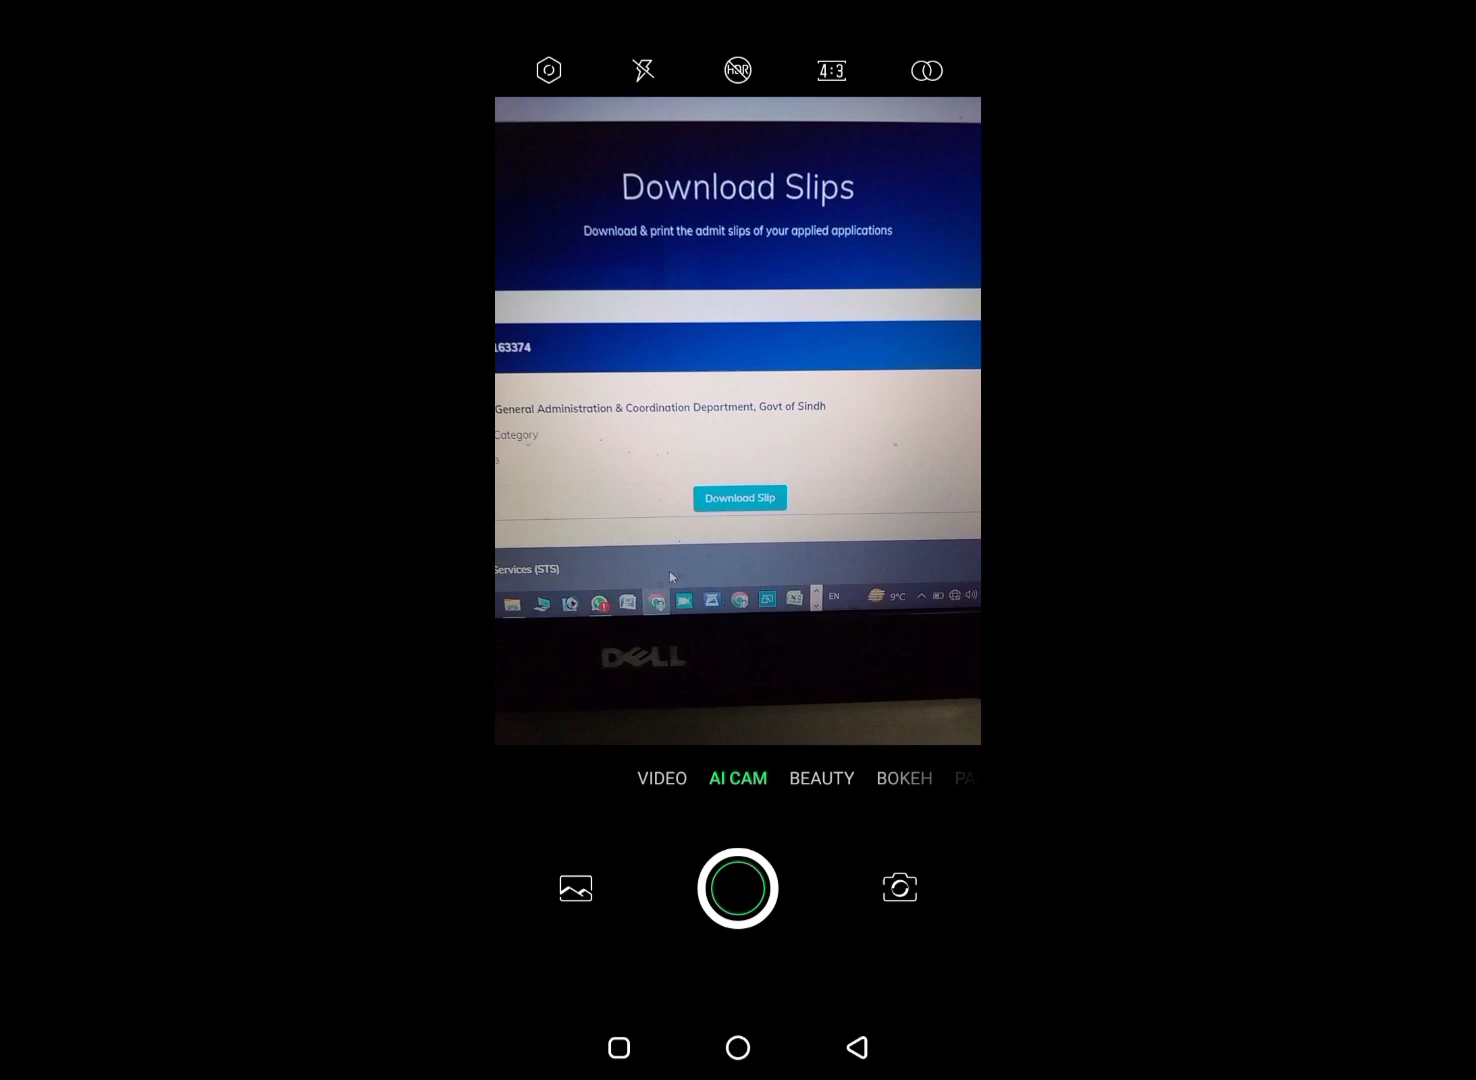 HDR
4:3
Download Slips
Download & print the admit slips of your applied applications
163374
General Administration & Coordination Department, Govt of Sindh
Category
Download Slip
Services (STS)
EN
9°C
DELL
VIDEO
AI CAM
BEAUTY
BOKEH
PA